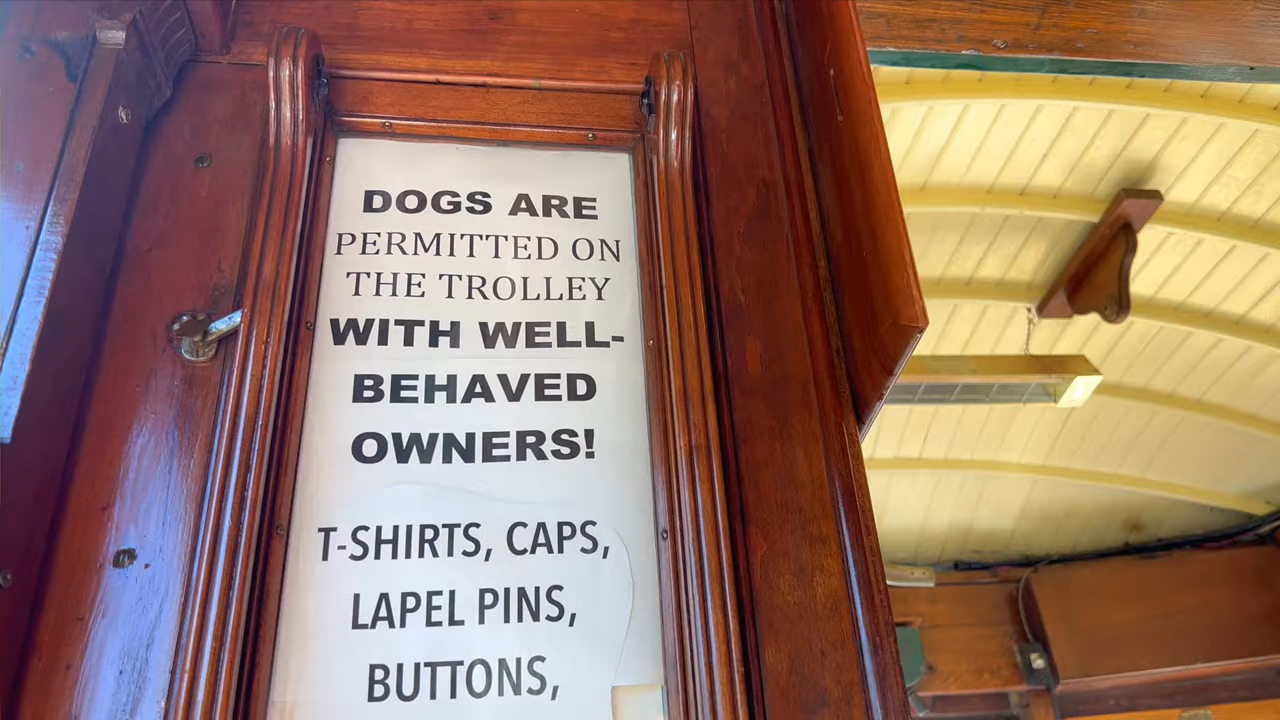 DOGS ARE
PERMITTED ON
THE TROLLEY
WITH WELL-
BEHAVED
OWNERS!
T-SHIRTS, CAPS,
LAPEL PINS,
BUTTONS,